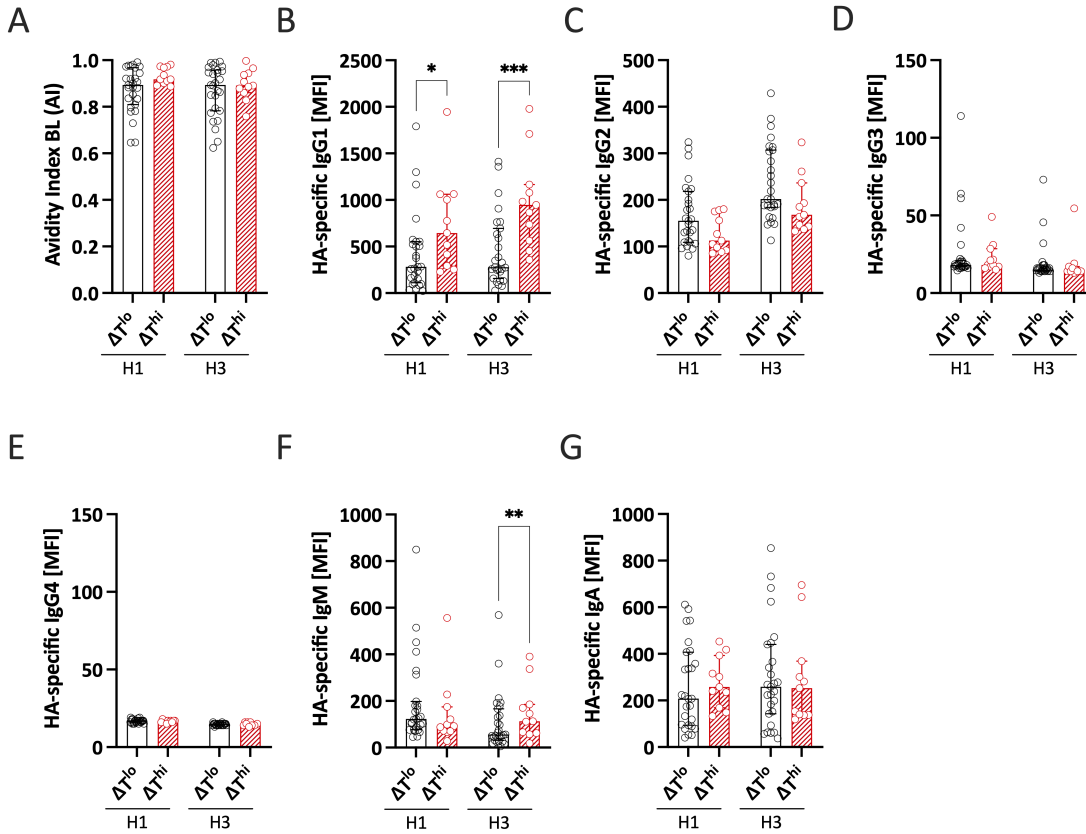 A
Avidity Index BL (AI)
1.0
0.8
0.6
0.4
0.2
0.0
ΔTlo
ΔThi
ΔTlo
ΔThi
H1
H3
B
HA-specific IgG1 [MFI]
2500
2000
1500
1000
500
0
*
***
ΔTlo
ΔThi
ΔTlo
ΔThi
H1
H3
C
HA-specific IgG2 [MFI]
500
400
300
200
100
0
ΔTlo
ΔThi
ΔTlo
ΔThi
H1
H3
D
HA-specific IgG3 [MFI]
150
100
50
0
ΔTlo
ΔThi
ΔTlo
ΔThi
H1
H3
E
HA-specific IgG4 [MFI]
150
100
50
0
ΔTlo
ΔThi
ΔTlo
ΔThi
H1
H3
F
HA-specific IgM [MFI]
1000
800
600
400
200
0
**
ΔTlo
ΔThi
ΔTlo
ΔThi
H1
H3
G
HA-specific IgA [MFI]
1000
800
600
400
200
0
ΔTlo
ΔThi
ΔTlo
ΔThi
H1
H3